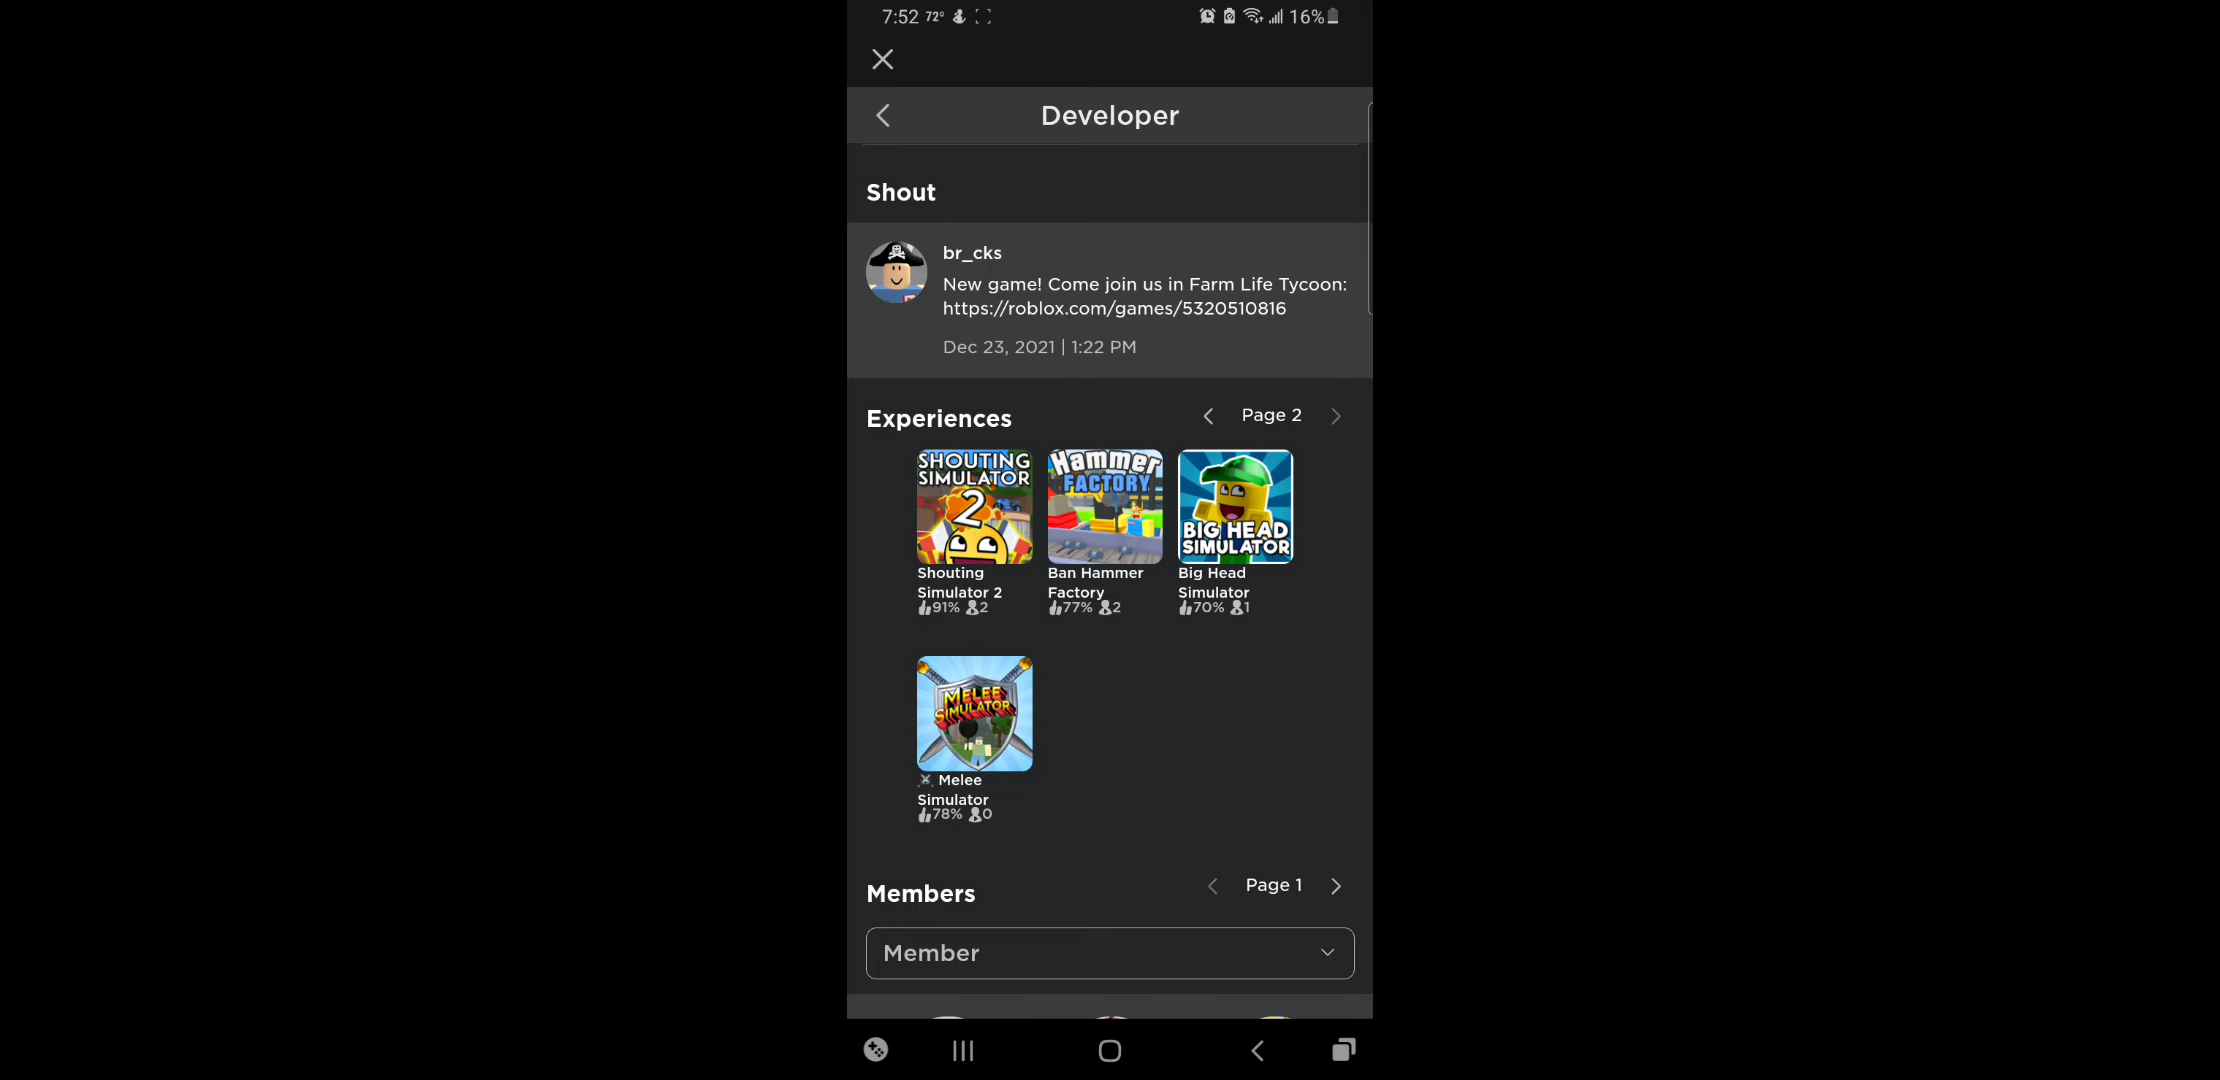 7:52 72° 16%
Developer
Shout
br_cks
New game! Come join us in Farm Life Tycoon:
https://roblox.com/games/5320510816
Dec 23, 2021 | 1:22 PM
Experiences
Page 2
SHOUTING
SIMULATOR
2
Hammer
FACTORY
BIG HEAD
SIMULATOR
Shouting
Simulator 2
91% 2
Ban Hammer
Factory
77% 2
Big Head
Simulator
70% 1
MELEE
SIMULATOR
Melee
Simulator
78% 0
Members
Page 1
Member